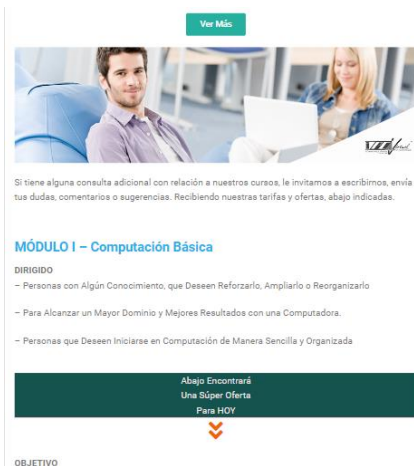 Ver Más
Si tiene alguna consulta adicional con relación a nuestros cursos, le invitamos a escribirnos, envía
tus dudas, comentarios o sugerencias. Recibiendo nuestras tarifas y ofertas, abajo indicadas.
MÓDULO I – Computación Básica
DIRIGIDO
– Personas con Algún Conocimiento, que Deseen Reforzarlo, Ampliarlo o Reorganizarlo
– Para Alcanzar un Mayor Dominio y Mejores Resultados con una Computadora.
– Personas que Deseen Iniciarse en Computación de Manera Sencilla y Organizada
Abajo Encontrará
Una Súper Oferta
Para HOY
OBJETIVO